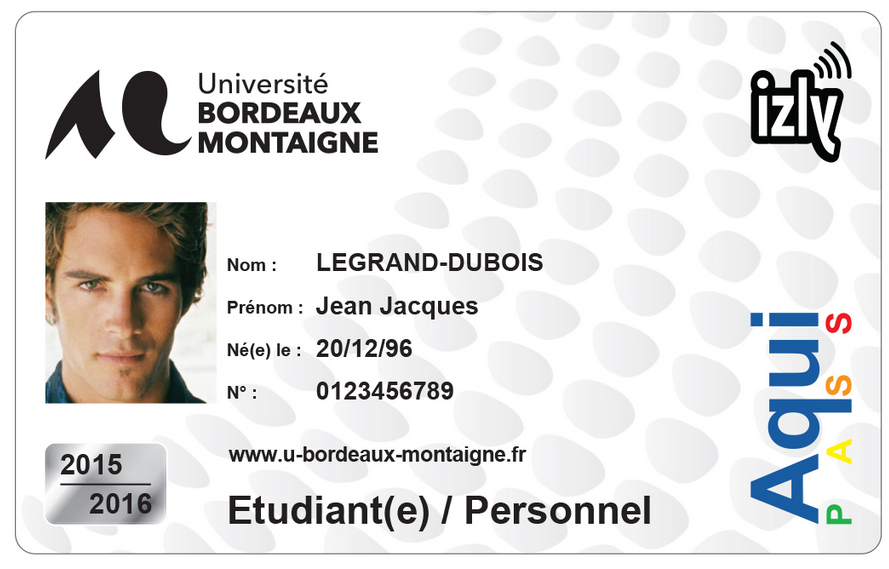 Université
BORDEAUX
MONTAIGNE
izly
Nom : LEGRAND-DUBOIS
Prénom : Jean Jacques
Né(e) le : 20/12/96
N° : 0123456789
www.u-bordeaux-montaigne.fr
2015
2016
Etudiant(e) / Personnel
Aqui
PASS